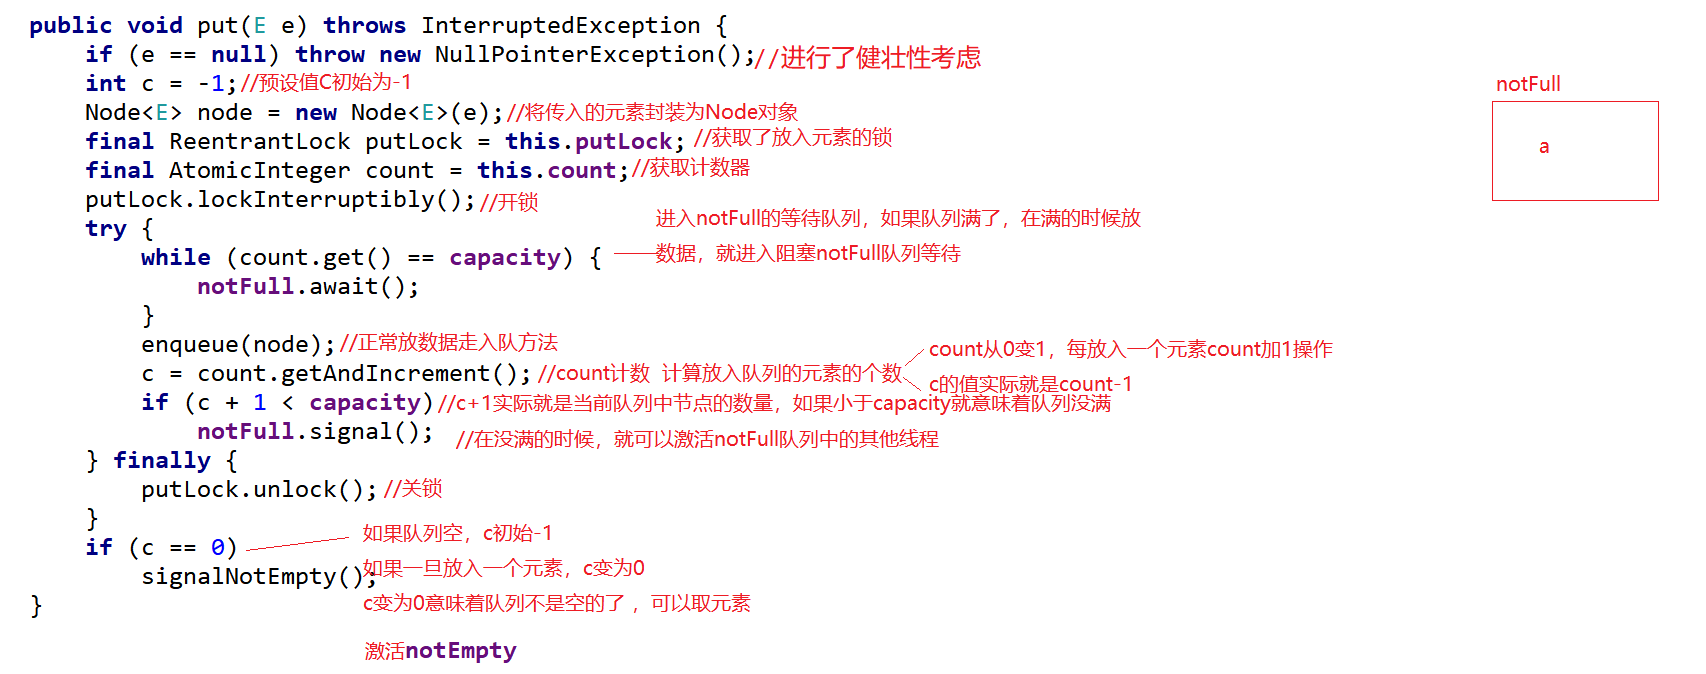 public void put(E e) throws InterruptedException {
if (e == null) throw new NullPointerException();//进行了健壮性考虑
int c = -1;//预设值C初始为-1
notFull
Node<E> node = new Node<E>(e);//将传入的元素封装为Node对象
final ReentrantLock putLock = this.putLock; //获取了放入元素的锁
a
final AtomicInteger count = this.count;//获取计数器
putLock.lockInterruptibly();//开锁
进入notFull的等待队列，如果队列满了，在满的时候放
try {
数据，就进入阻塞notFull队列等待
while (count.get() == capacity) {
notFull.await();
}
enqueue(node);//正常放数据走入队方法
count从0变1，每放入一个元素count加1操作
c = count.getAndIncrement();//count计数 计算放入队列的元素的个数
c的值实际就是count-1
if (c + 1 < capacity)//c+1实际就是当前队列中节点的数量，如果小于capacity就意味着队列没满
notFull.signal(); //在没满的时候，就可以激活notFull队列中的其他线程
} finally {
putLock.unlock();//关锁
}
如果队列空，c初始-1
if (c == 0)
如果一旦放入一个元素，c变为0
signalNotEmpty();
c变为0意味着队列不是空的了 ，可以取元素
}
激活notEmpty